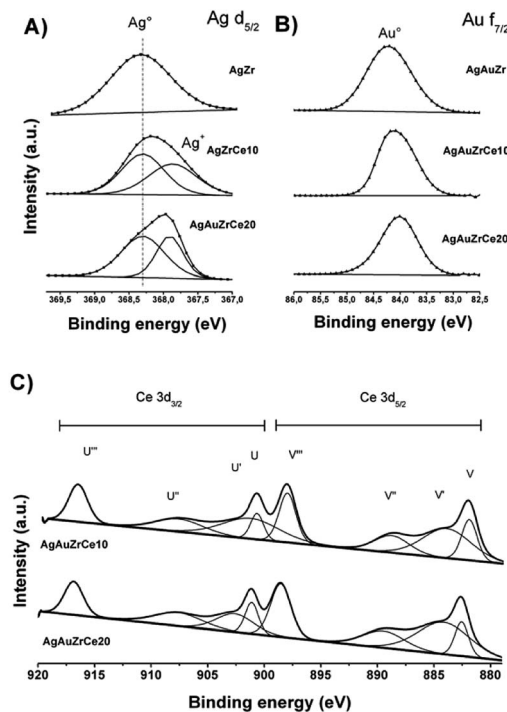 A)
Ag d5/2
Ag°
AgZr
Ag+
AgZrCe10
AgAuZrCe20
369,5 369,0 368,5 368,0 367,5 367,0
Binding energy (eV)
Intensity (a.u.)
B)
Au f7/2
Au°
AgAuZr
AgAuZrCe10
AgAuZrCe20
86,0 85,5 85,0 84,5 84,0 83,5 83,0 82,5
Binding energy (eV)
C)
Ce 3d3/2
Ce 3d5/2
U''' U'' U' U V''' V'' V' V
AgAuZrCe10
AgAuZrCe20
920 915 910 905 900 895 890 885 880
Binding energy (eV)
Intensity (a.u.)